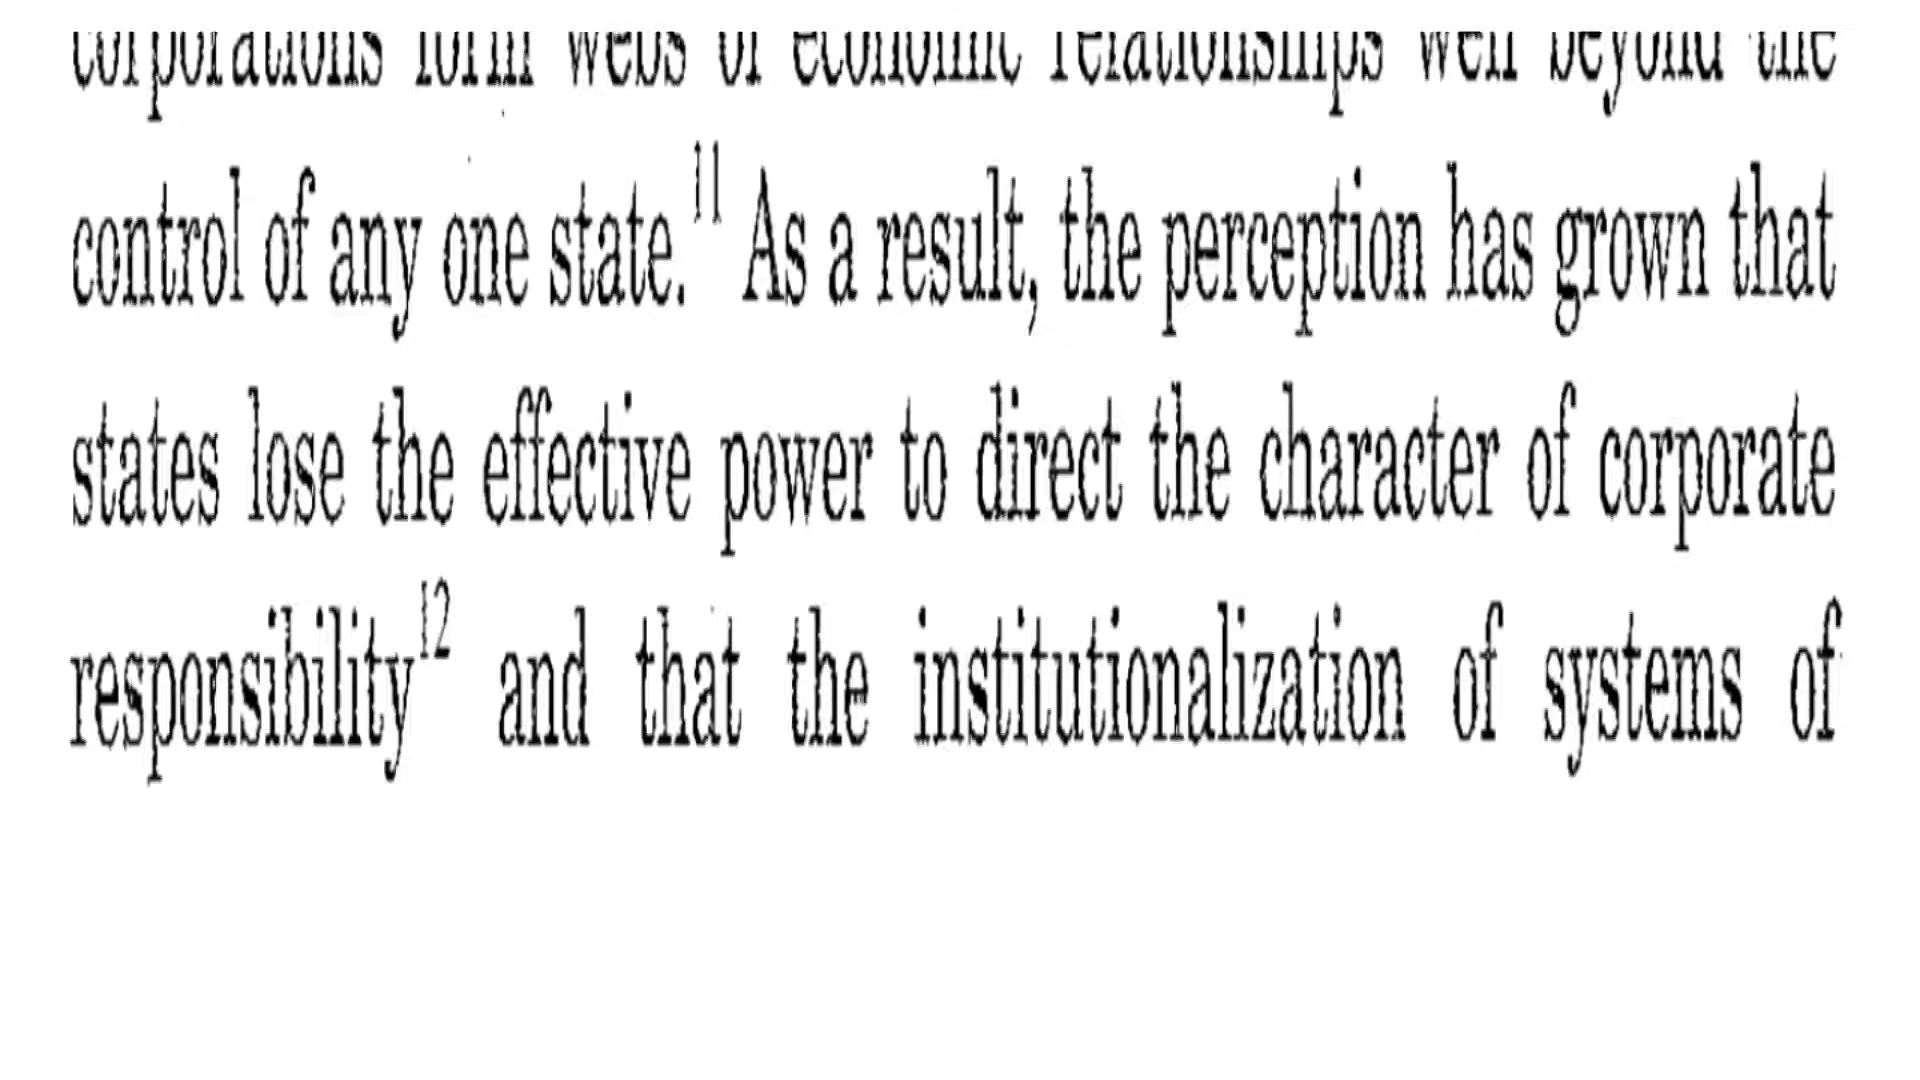 corporations form webs of economic relationships well beyond the
control of any one state.11 As a result, the perception has grown that
states lose the effective power to direct the character of corporate
responsibility12 and that the institutionalization of systems of